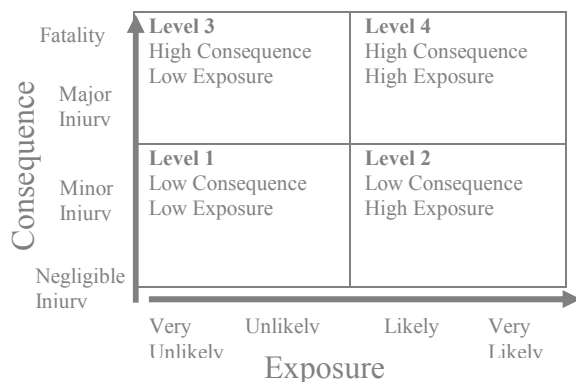 Fatality
Level 3
High Consequence
Low Exposure
Level 4
High Consequence
High Exposure
Major
Injury
Consequence
Level 1
Low Consequence
Low Exposure
Level 2
Low Consequence
High Exposure
Minor
Injury
Negligible
Injury
Very
Unlikely
Unlikely
Likely
Very
Likely
Exposure